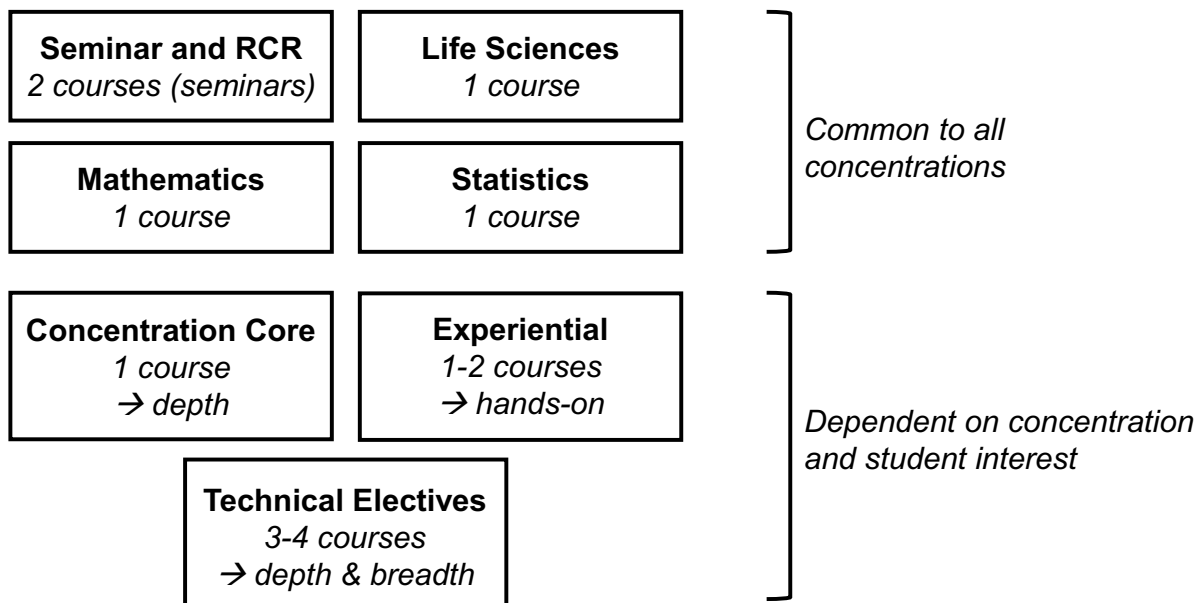 Seminar and RCR
2 courses (seminars)
Life Sciences
1 course
Mathematics
1 course
Statistics
1 course
Common to all
concentrations
Concentration Core
1 course
→ depth
Experiential
1-2 courses
→ hands-on
Technical Electives
3-4 courses
→ depth & breadth
Dependent on concentration
and student interest